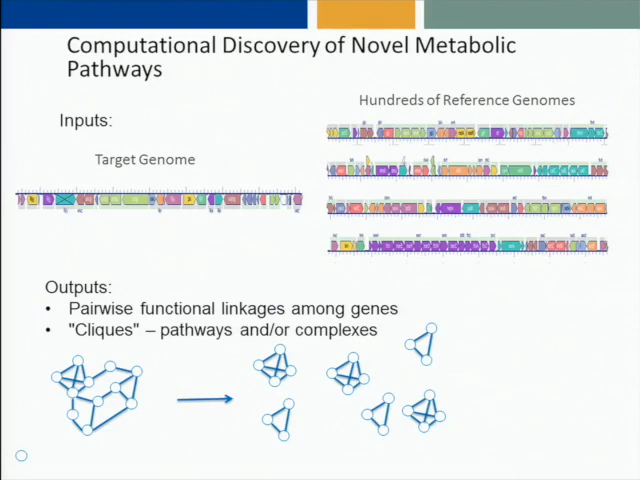 Computational Discovery of Novel Metabolic
Pathways
Hundreds of Reference Genomes
Inputs:
Target Genome
Outputs:
• Pairwise functional linkages among genes
• "Cliques" – pathways and/or complexes